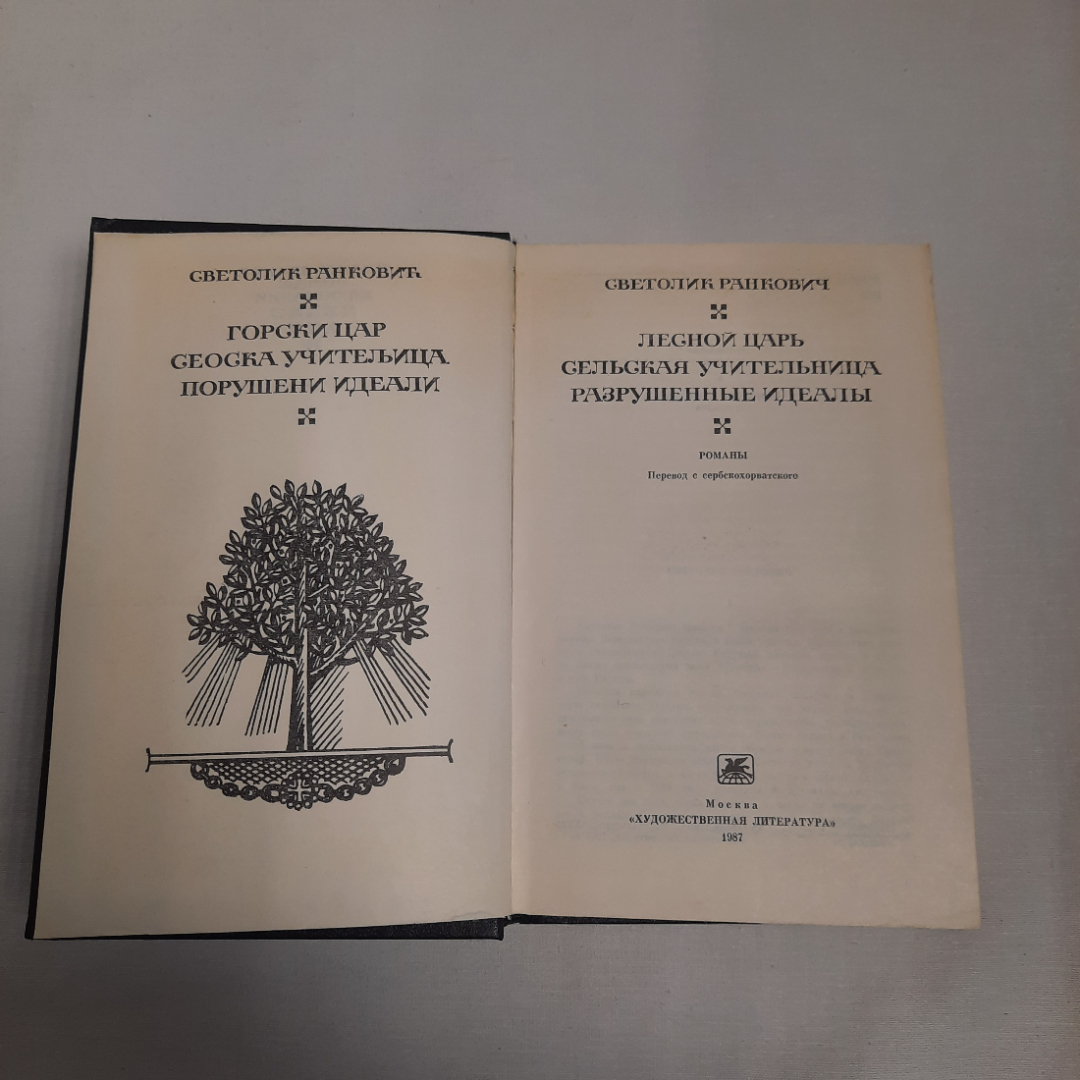 СВЕТОЛИК РАНКОВИЋ
ГОРСКИ ЦАР
СЕОСКА УЧИТЕЉИЦА
ПОРУШЕНИ ИДЕАЛИ
СВЕТОЛИК РАНКОВИЧ
ЛЕСНОЙ ЦАРЬ
СЕЛЬСКАЯ УЧИТЕЛЬНИЦА
РАЗРУШЕННЫЕ ИДЕАЛЫ
РОМАНЫ
Перевод с сербскохорватского
Москва
«ХУДОЖЕСТВЕННАЯ ЛИТЕРАТУРА»
1987